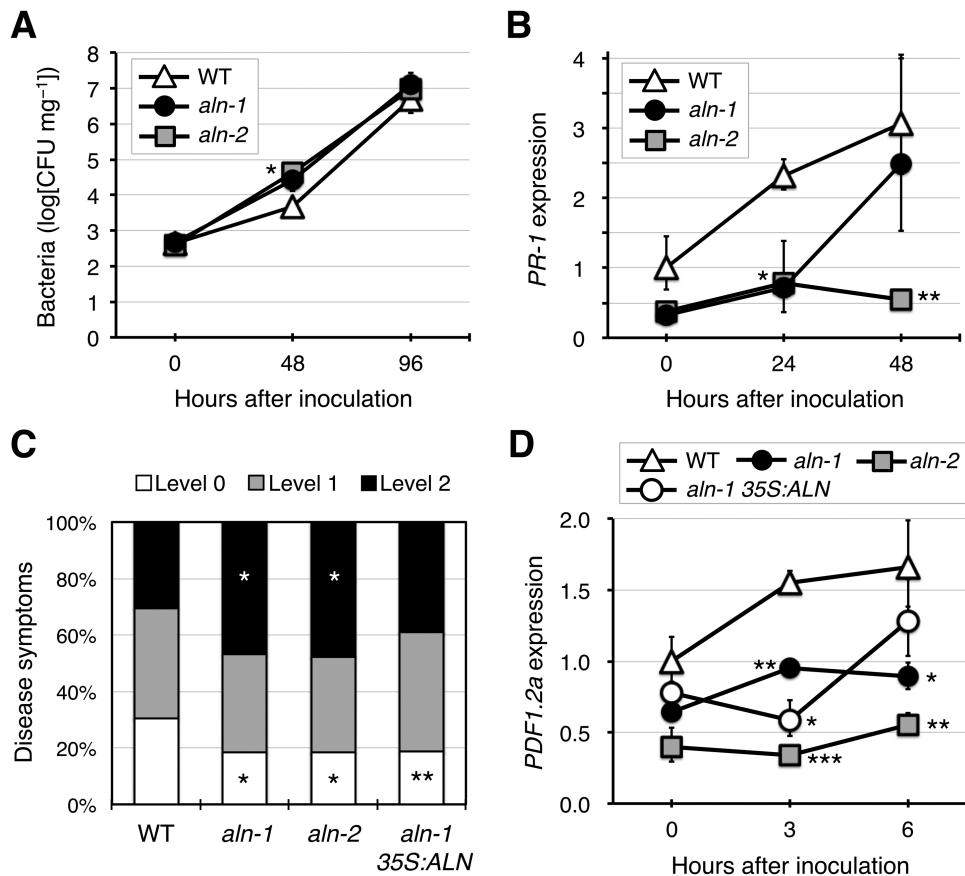 A
WT
aln-1
aln-2
Bacteria (log[CFU mg⁻¹])
8
7
6
5
4
3
2
1
0
*
0 48 96
Hours after inoculation
B
WT
aln-1
aln-2
PR-1 expression
4
3
2
1
0
*
**
0 24 48
Hours after inoculation
C
Level 0 Level 1 Level 2
Disease symptoms
100%
80%
60%
40%
20%
0%
* *
* * **
WT aln-1 aln-2 aln-1
35S:ALN
D
WT aln-1 aln-2
aln-1 35S:ALN
PDF1.2a expression
2.0
1.5
1.0
0.5
0.0
**
*
*
**
***
0 3 6
Hours after inoculation